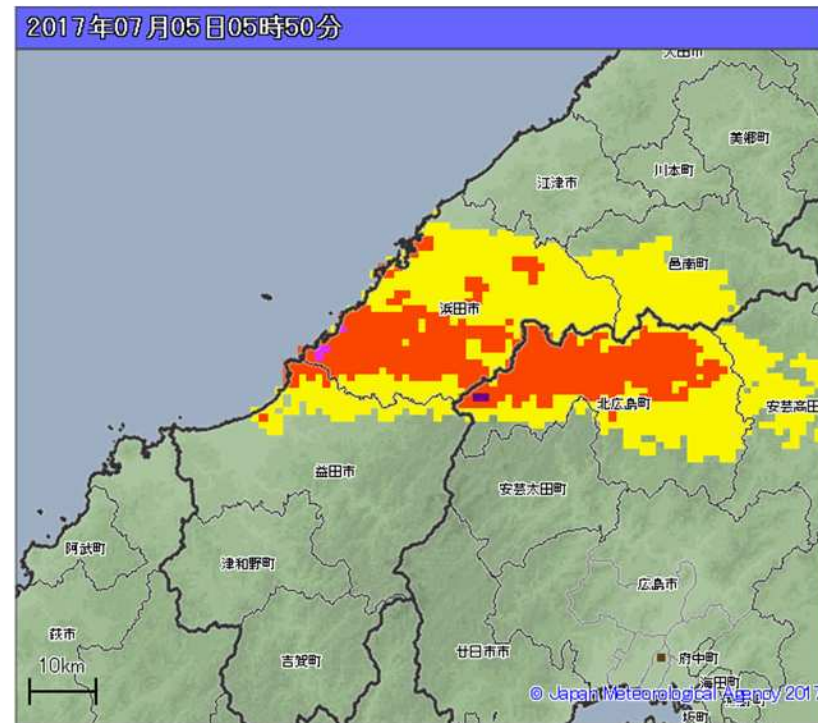 2017年07月05日05時50分
大田市
美郷町
川本町
江津市
邑南町
浜田市
北広島町
安芸高田
益田市
安芸太田町
阿武町
津和野町
広島市
萩市
吉賀町
廿日市市
府中町
10km
海田町
© Japan Meteorological Agency 2017
坂町